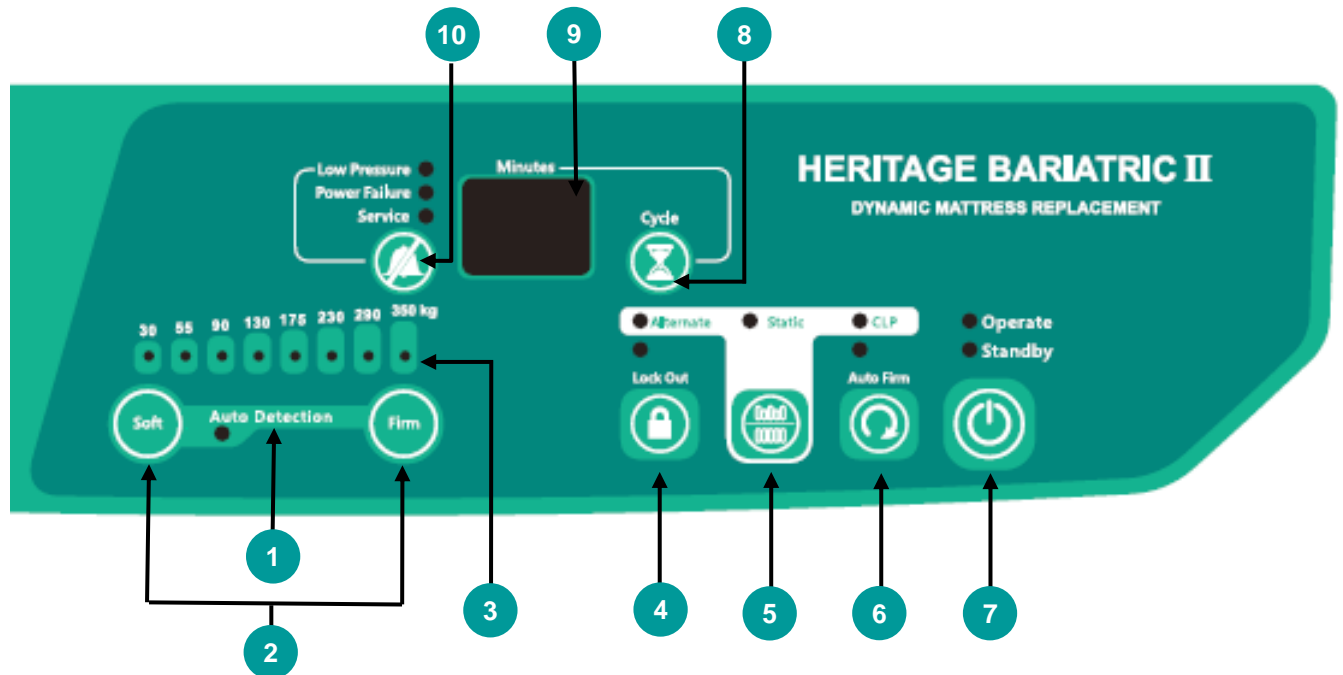 10
9
8
Low Pressure
Power Failure
Service
Minutes
Cycle
HERITAGE BARIATRIC II
DYNAMIC MATTRESS REPLACEMENT
30 55 90 130 175 230 290 350 kg
Alternate Static CLP
Operate
Standby
Lock Out
Auto Firm
Soft
Auto Detection
Firm
1
2
3
4
5
6
7